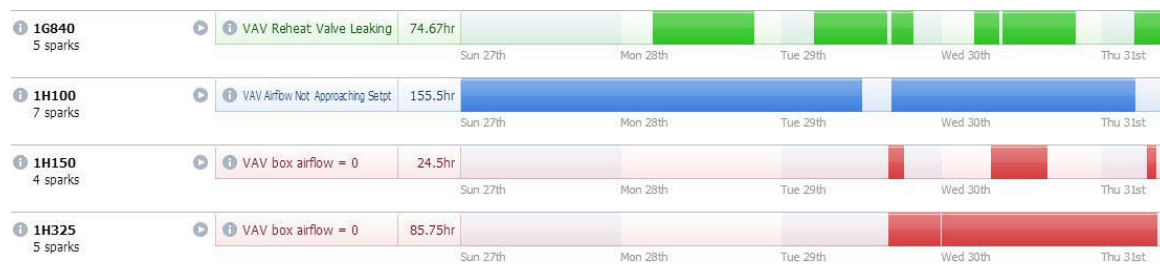 1G840 VAV Reheat Valve Leaking 74.67hr
5 sparks
Sun 27th Mon 28th Tue 29th Wed 30th Thu 31st
1H100 VAV Airflow Not Approaching Setpt 155.5hr
7 sparks
Sun 27th Mon 28th Tue 29th Wed 30th Thu 31st
1H150 VAV box airflow = 0 24.5hr
4 sparks
Sun 27th Mon 28th Tue 29th Wed 30th Thu 31st
1H325 VAV box airflow = 0 85.75hr
5 sparks
Sun 27th Mon 28th Tue 29th Wed 30th Thu 31st